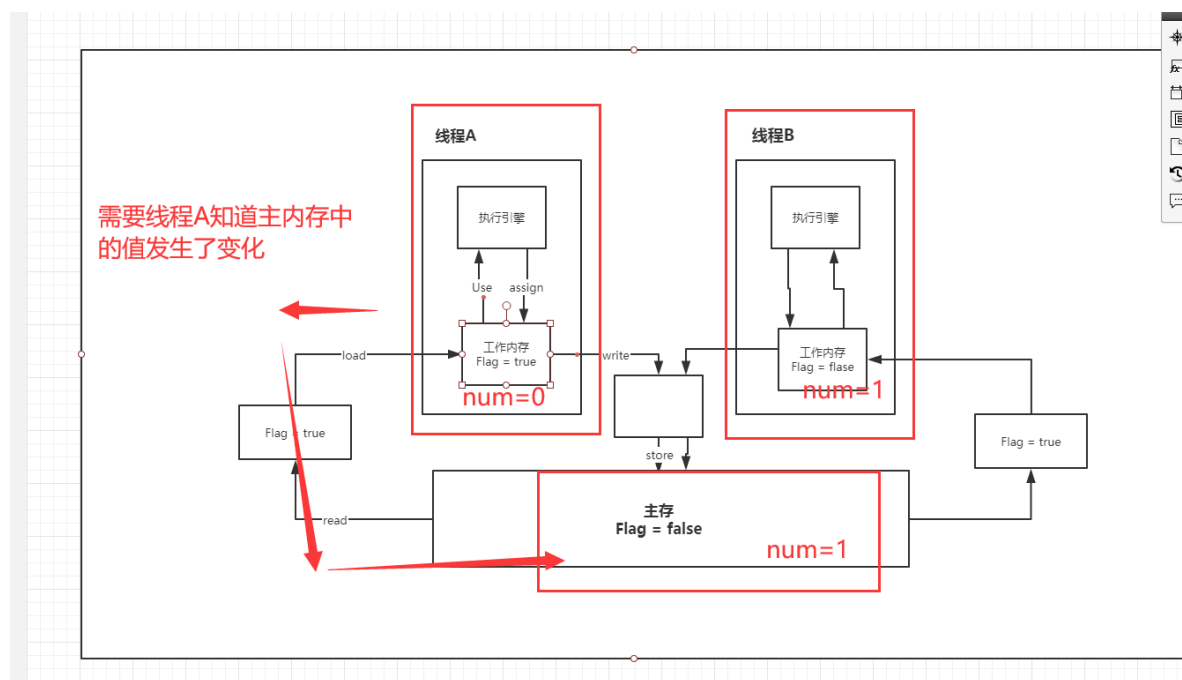 线程A
线程B
需要线程A知道主内存中
的值发生了变化
执行引擎
执行引擎
Use
assign
工作内存
Flag = true
工作内存
Flag = flase
load
write
num=0
num=1
Flag = true
Flag = true
store
主存
Flag = false
read
num=1